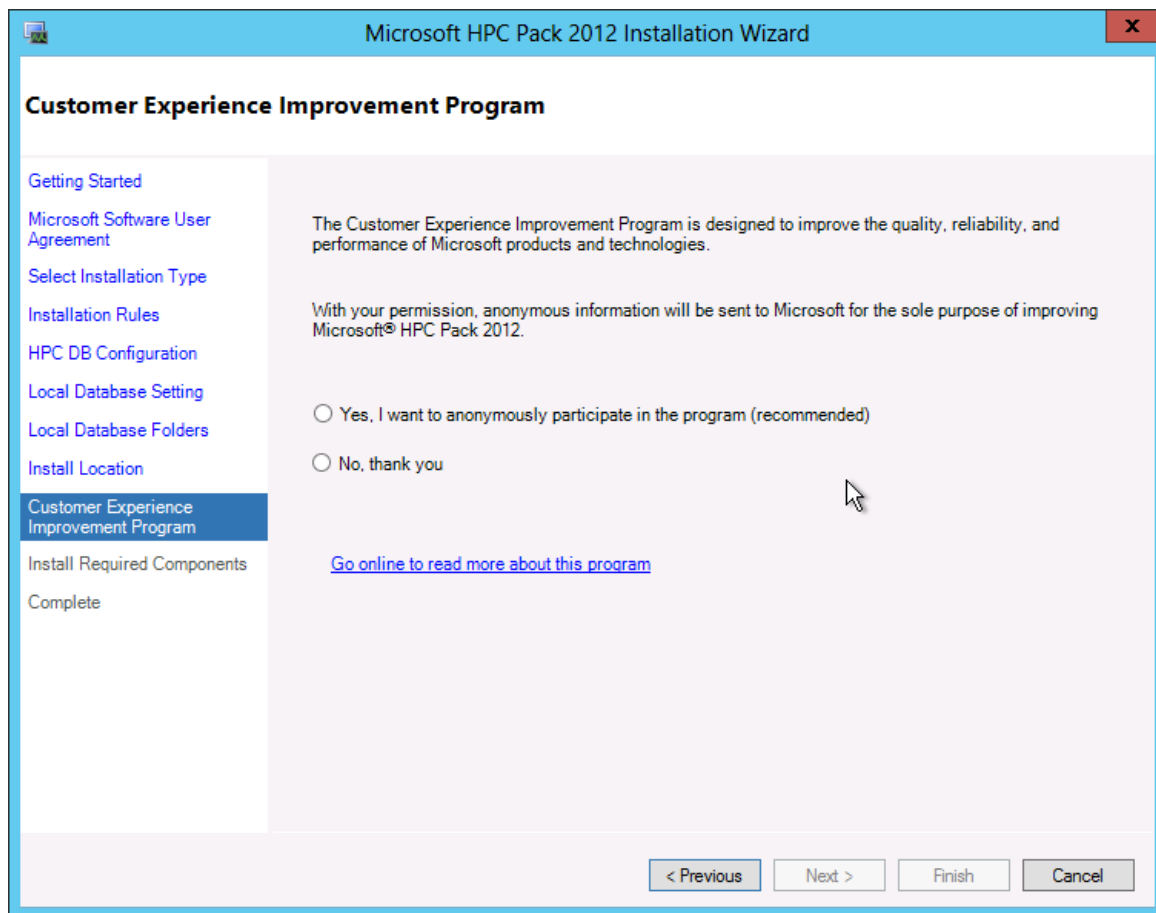 Microsoft HPC Pack 2012 Installation Wizard
x
Customer Experience Improvement Program
Getting Started
Microsoft Software User
Agreement
Select Installation Type
Installation Rules
HPC DB Configuration
Local Database Setting
Local Database Folders
Install Location
Customer Experience
Improvement Program
Install Required Components
Complete
The Customer Experience Improvement Program is designed to improve the quality, reliability, and
performance of Microsoft products and technologies.
With your permission, anonymous information will be sent to Microsoft for the sole purpose of improving
Microsoft® HPC Pack 2012.
Yes, I want to anonymously participate in the program (recommended)
No, thank you
Go online to read more about this program
< Previous
Next >
Finish
Cancel